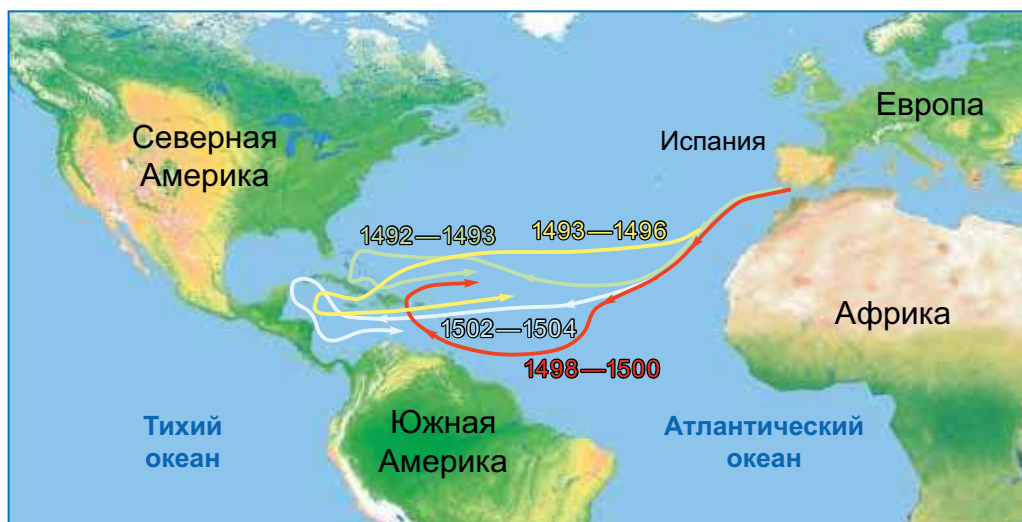 Северная
Америка
Европа
Испания
1492—1493
1493—1496
Африка
1502—1504
1498—1500
Тихий
океан
Южная
Америка
Атлантический
океан